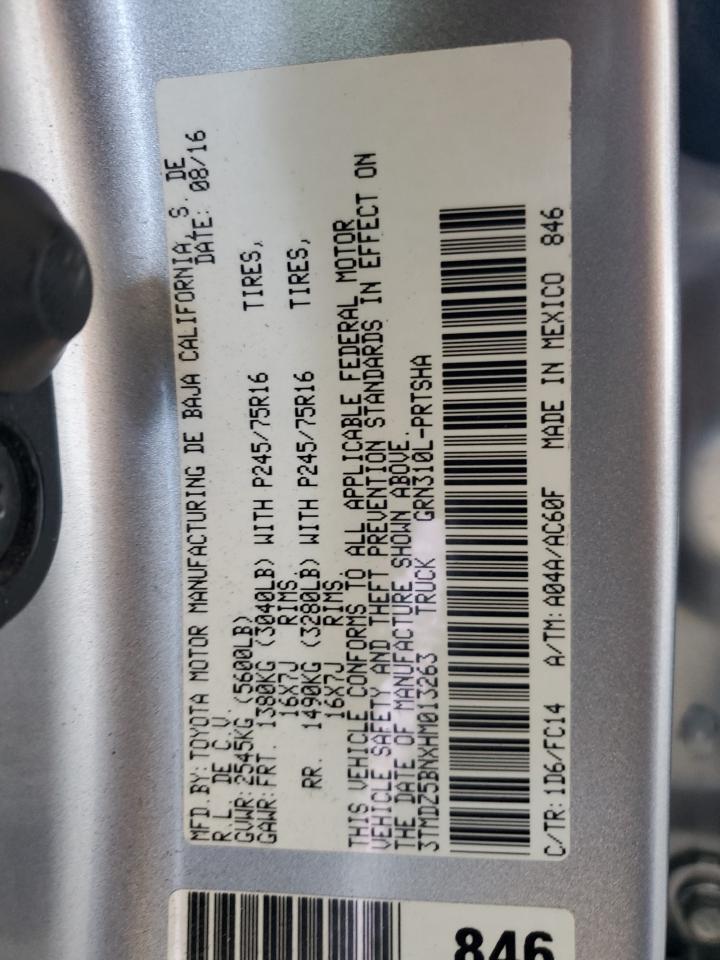 MFD.BY: TOYOTA MOTOR MANUFACTURING DE BAJA CALIFORNIA, S. DE
R.L. DE C.V. DATE: 08/16
GVWR: 2545KG (5600LB)
GAWR: FRT. 1380KG (3040LB) WITH P245/75R16 TIRES,
16X7J RIMS.
RR. 1490KG (3280LB) WITH P245/75R16 TIRES,
16X7J RIMS
THIS VEHICLE CONFORMS TO ALL APPLICABLE FEDERAL MOTOR
VEHICLE SAFETY AND THEFT PREVENTION STANDARDS IN EFFECT ON
THE DATE OF MANUFACTURE SHOWN ABOVE.
3TMDZ5BNXHM013263 TRUCK GRN310L-PRTSHA
C/TR: 1D6/FC14 A/TM: A04A/AC60F MADE IN MEXICO 846
846